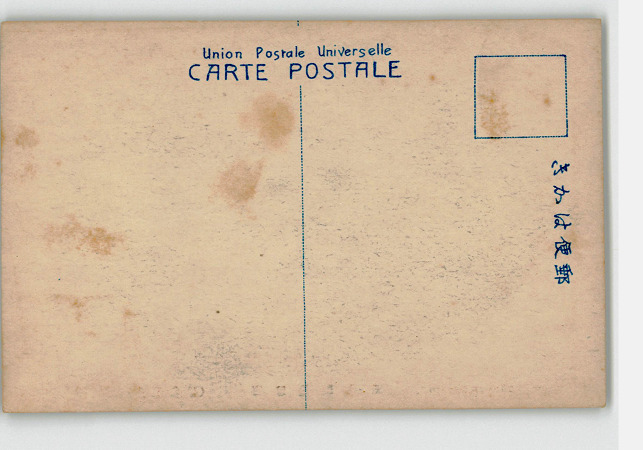 Union Postale Universelle
CARTE POSTALE
郵便はかき